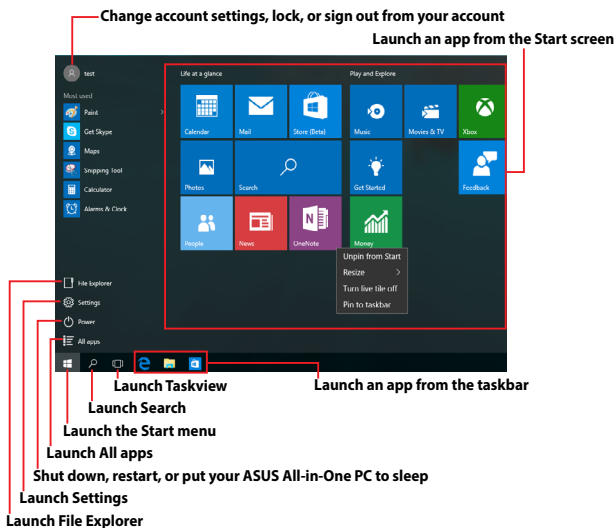 Change account settings, lock, or sign out from your account
Launch an app from the Start screen
test
Most used
Paint
Get Skype
Maps
Snipping Tool
Calculator
Alarms & Clock
File Explorer
Settings
Power
All apps
Life at a glance
Play and Explore
Calendar
Mail
Store (Beta)
Music
Movies & TV
Xbox
Photos
Search
Get Started
Feedback
People
News
OneNote
Money
Unpin from Start
Resize
Turn live tile off
Pin to taskbar
Launch Taskview
Launch an app from the taskbar
Launch Search
Launch the Start menu
Launch All apps
Shut down, restart, or put your ASUS All-in-One PC to sleep
Launch Settings
Launch File Explorer